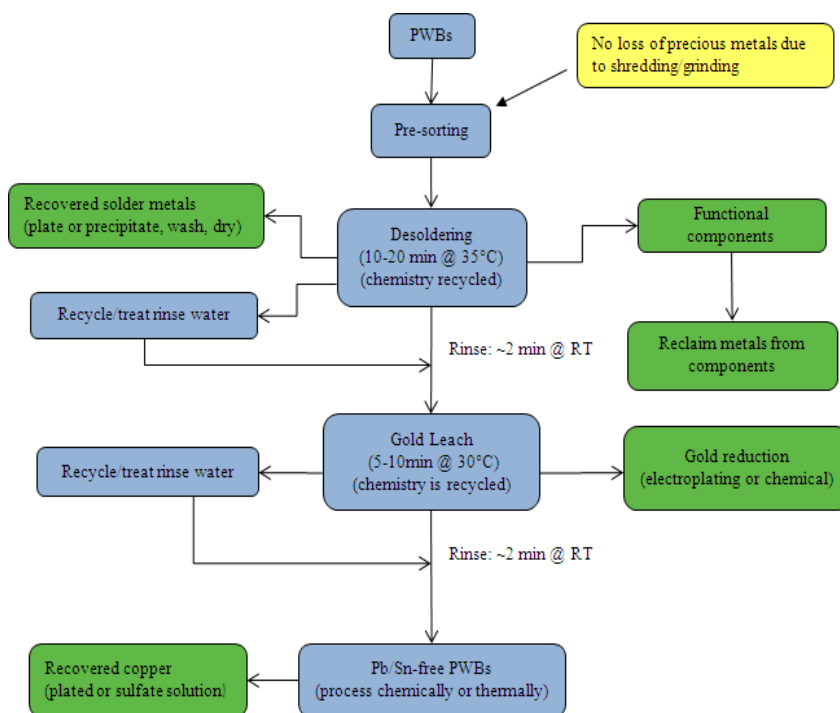 PWBs
No loss of precious metals due
to shredding/grinding
Pre-sorting
Recovered solder metals
(plate or precipitate, wash, dry)
Desoldering
(10-20 min @ 35°C)
(chemistry recycled)
Functional
components
Recycle/treat rinse water
Rinse: ~2 min @ RT
Reclaim metals from
components
Gold Leach
(5-10min @ 30°C)
(chemistry is recycled)
Recycle/treat rinse water
Gold reduction
(electroplating or chemical)
Rinse: ~2 min @ RT
Recovered copper
(plated or sulfate solution)
Pb/Sn-free PWBs
(process chemically or thermally)